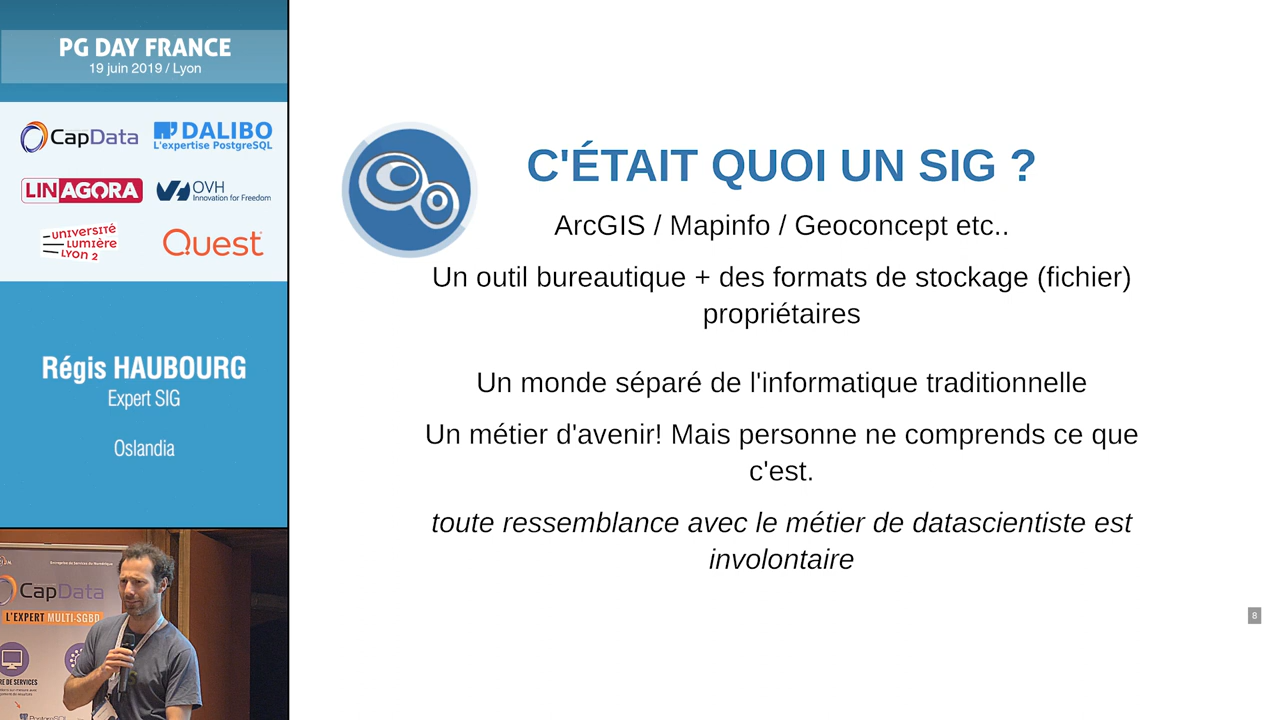 PG DAY FRANCE
19 juin 2019 / Lyon
CapData
DALIBO
L'expertise PostgreSQL
LINAGORA
OVH
Innovation for Freedom
UNIVERSITÉ
LUMIÈRE
LYON 2
Quest
Régis HAUBOURG
Expert SIG
Oslandia
C'ÉTAIT QUOI UN SIG ?
ArcGIS / Mapinfo / Geoconcept etc..
Un outil bureautique + des formats de stockage (fichier)
propriétaires
Un monde séparé de l'informatique traditionnelle
Un métier d'avenir! Mais personne ne comprends ce que
c'est.
toute ressemblance avec le métier de datascientiste est
involontaire
8
CapData
L'EXPERT MULTI-SGBD
RE DE SERVICES